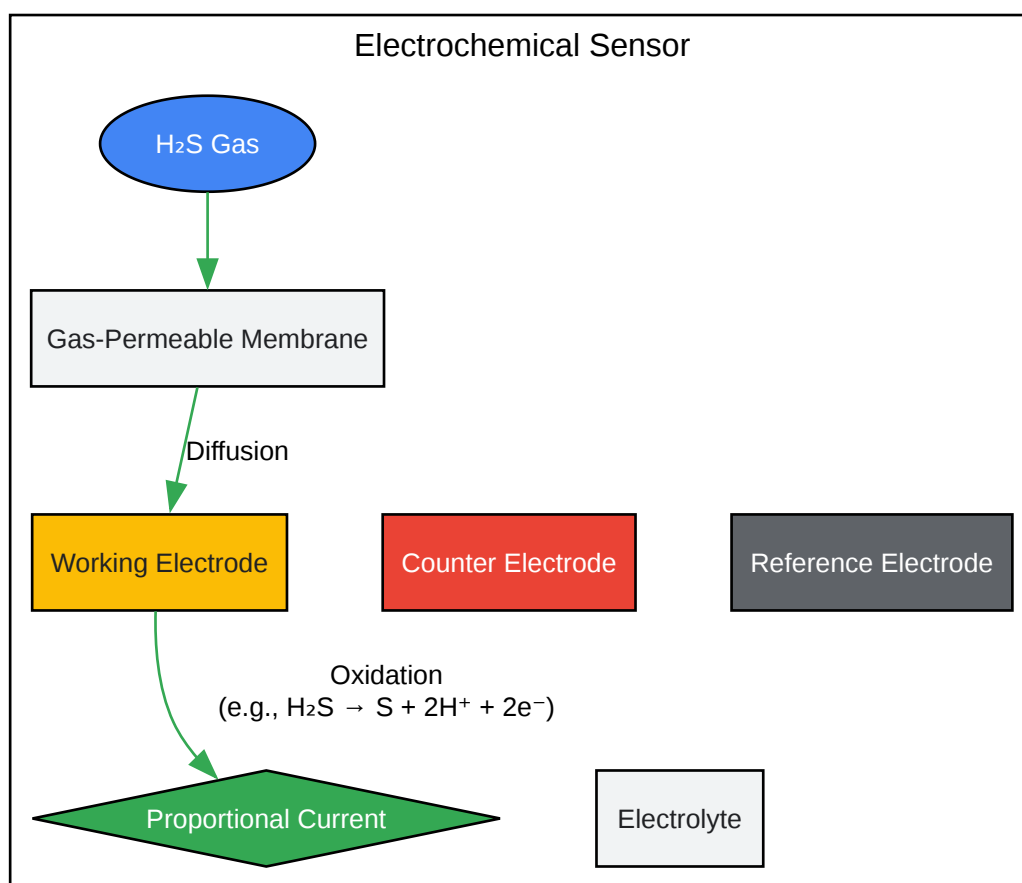 Electrochemical Sensor
H₂S Gas
Gas-Permeable Membrane
Diffusion
Working Electrode
Counter Electrode
Reference Electrode
Oxidation
(e.g., H₂S → S + 2H⁺ + 2e⁻)
Proportional Current
Electrolyte